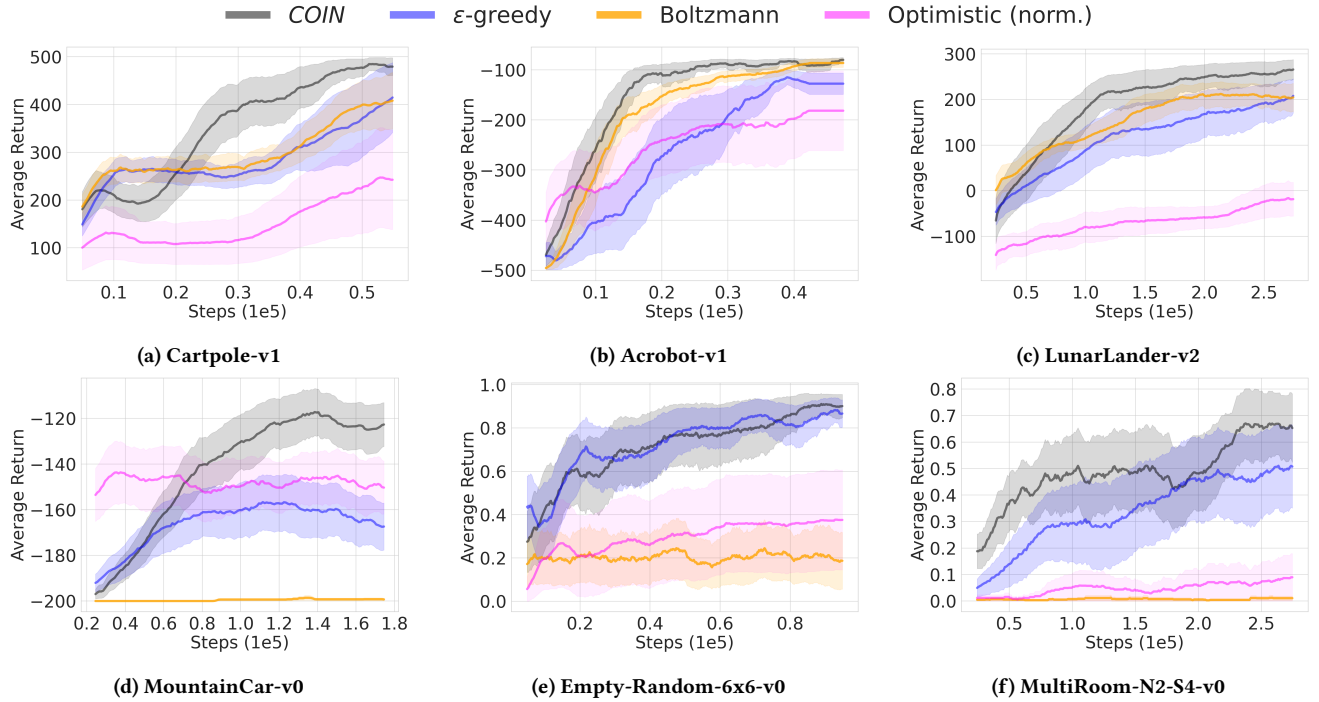 COIN ε-greedy Boltzmann Optimistic (norm.)
Average Return
500
400
300
200
100
0.1 0.2 0.3 0.4 0.5
Steps (1e5)
(a) Cartpole-v1
Average Return
−100
−200
−300
−400
−500
0.1 0.2 0.3 0.4
Steps (1e5)
(b) Acrobot-v1
Average Return
300
200
100
0
−100
0.5 1.0 1.5 2.0 2.5
Steps (1e5)
(c) LunarLander-v2
Average Return
−120
−140
−160
−180
−200
0.2 0.4 0.6 0.8 1.0 1.2 1.4 1.6 1.8
Steps (1e5)
(d) MountainCar-v0
Average Return
1.0
0.8
0.6
0.4
0.2
0.0
0.2 0.4 0.6 0.8
Steps (1e5)
(e) Empty-Random-6x6-v0
Average Return
0.8
0.7
0.6
0.5
0.4
0.3
0.2
0.1
0.0
0.5 1.0 1.5 2.0 2.5
Steps (1e5)
(f) MultiRoom-N2-S4-v0